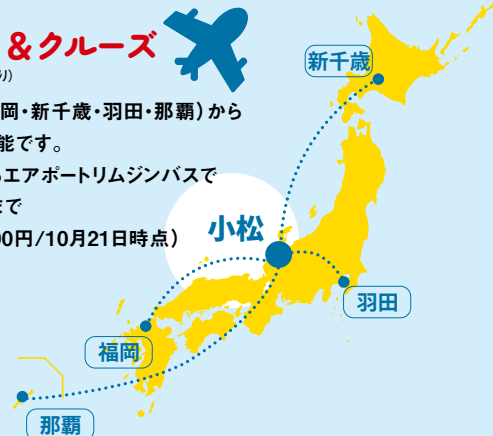 &クルーズ
り)
岡・新千歳・羽田・那覇)から
能です。
らエアポートリムジンバスで
まで
00円/10月21日時点)
新千歳
小松
羽田
福岡
那覇